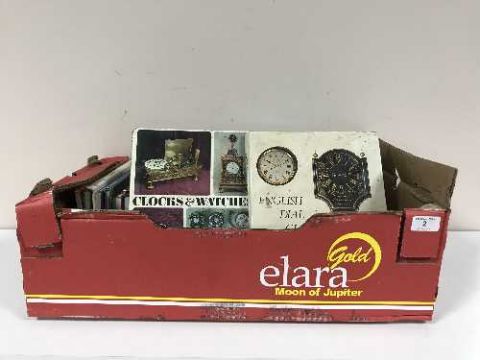 CLOCKS & WATCHES
ENGLISH
DIAL
2
Gold
elara
Moon of Jupiter